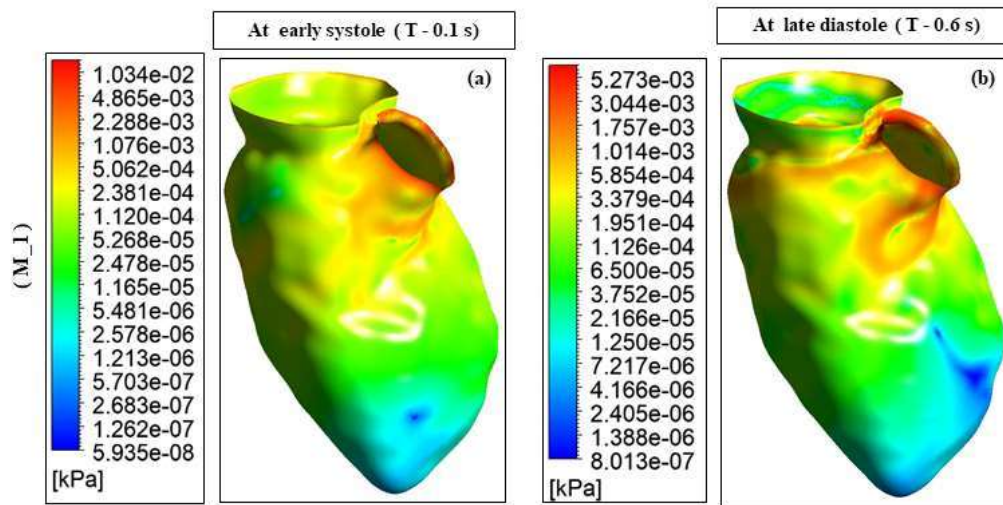 At early systole ( T - 0.1 s)
At late diastole ( T - 0.6 s)
( M_1 )
(a)
1.034e-02
4.865e-03
2.288e-03
1.076e-03
5.062e-04
2.381e-04
1.120e-04
5.268e-05
2.478e-05
1.165e-05
5.481e-06
2.578e-06
1.213e-06
5.703e-07
2.683e-07
1.262e-07
5.935e-08
[kPa]
(b)
5.273e-03
3.044e-03
1.757e-03
1.014e-03
5.854e-04
3.379e-04
1.951e-04
1.126e-04
6.500e-05
3.752e-05
2.166e-05
1.250e-05
7.217e-06
4.166e-06
2.405e-06
1.388e-06
8.013e-07
[kPa]